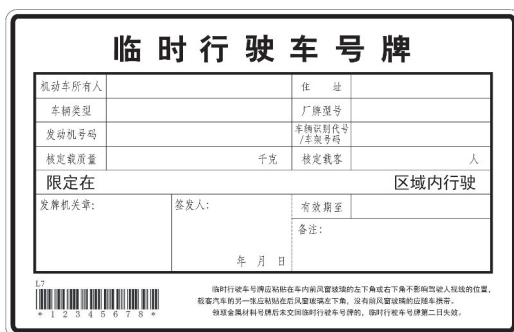 临时行驶车号牌
机动车所有人 住 址
车辆类型 厂牌型号
发动机号码 车辆识别代号/车架号码
核定载质量 千克 核定载客 人
限定在 区域内行驶
发牌机关章: 签发人: 有效期至
备注:
年 月 日
L7
*12345678*
临时行驶车号牌应粘贴在车内前风窗玻璃的左下角或右下角不影响驾驶人视线的位置,
载客汽车的另一张应粘贴在后风窗玻璃左下角,没有前风窗玻璃的应随车携带。
领取金属材料号牌后未交回临时行驶车号牌的,临时行驶车号牌第二日失效。